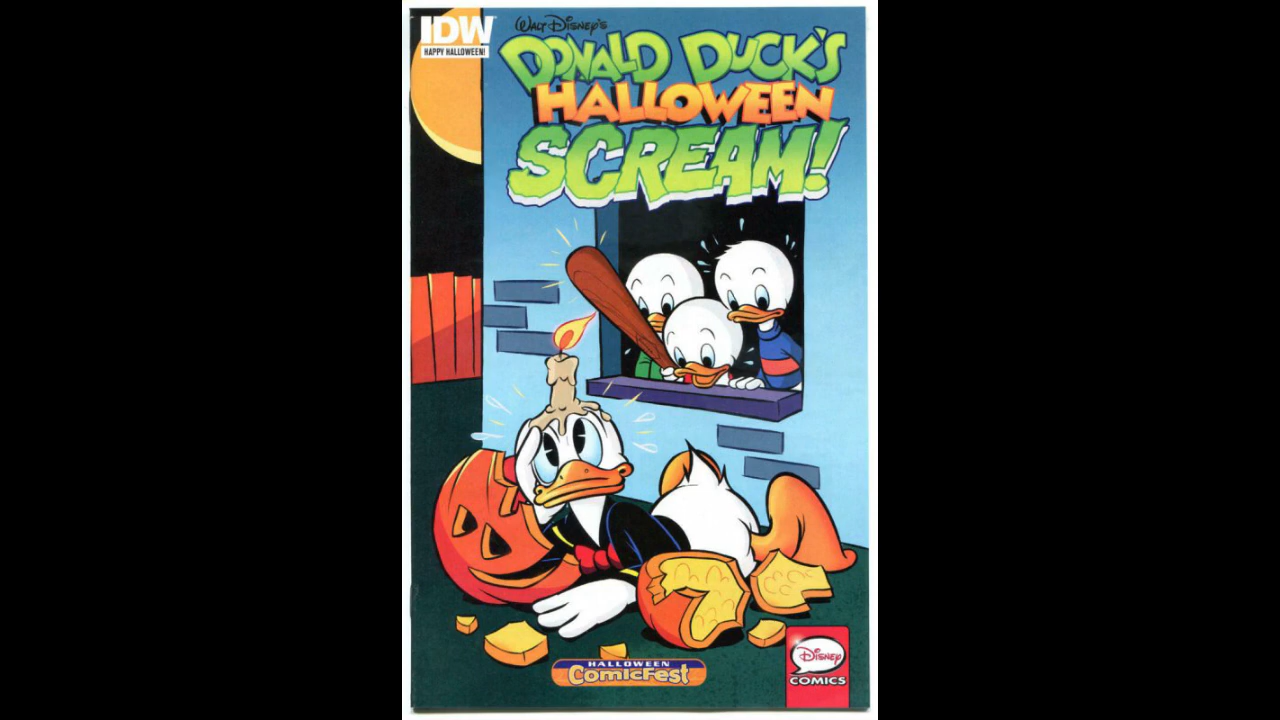 IDW
HAPPY HALLOWEEN!
WALT DISNEY'S
DONALD DUCK'S
HALLOWEEN
SCREAM!
HALLOWEEN
COMICFEST
DISNEY
COMICS